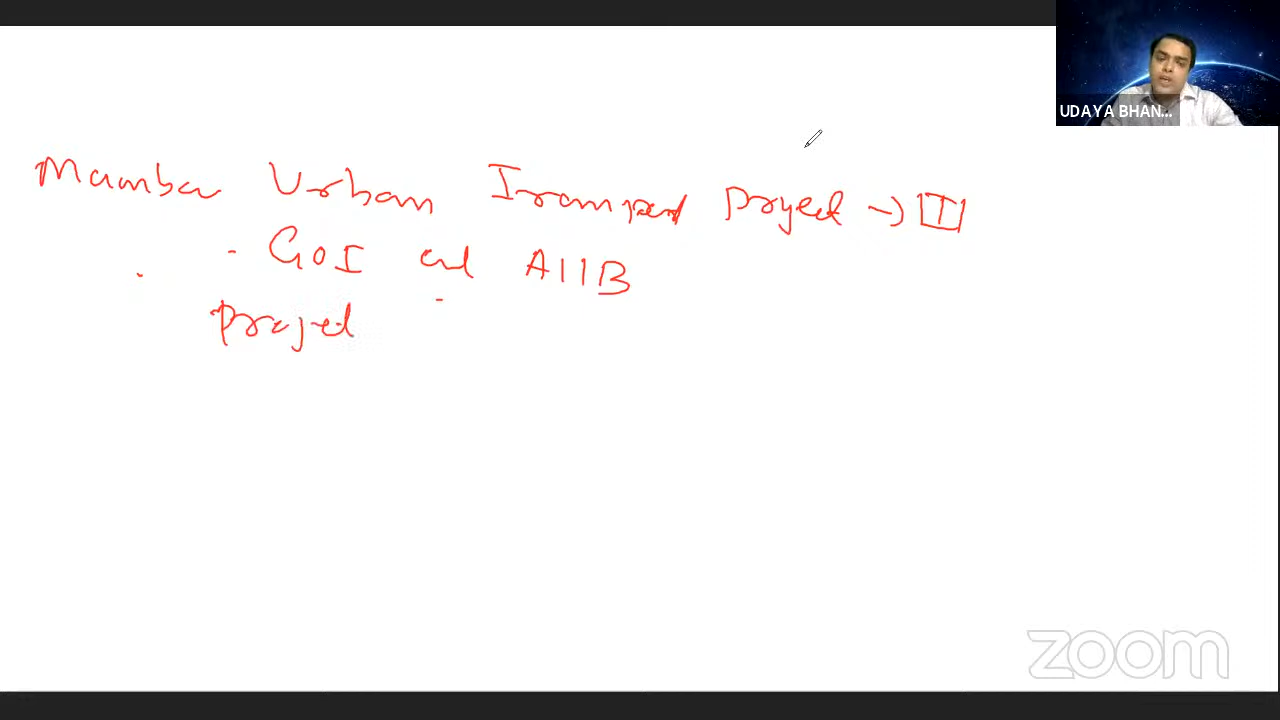 UDAYA BHAN...
Mumbai Urban Transport Project → III
GOI and AIIB
Project
zoom